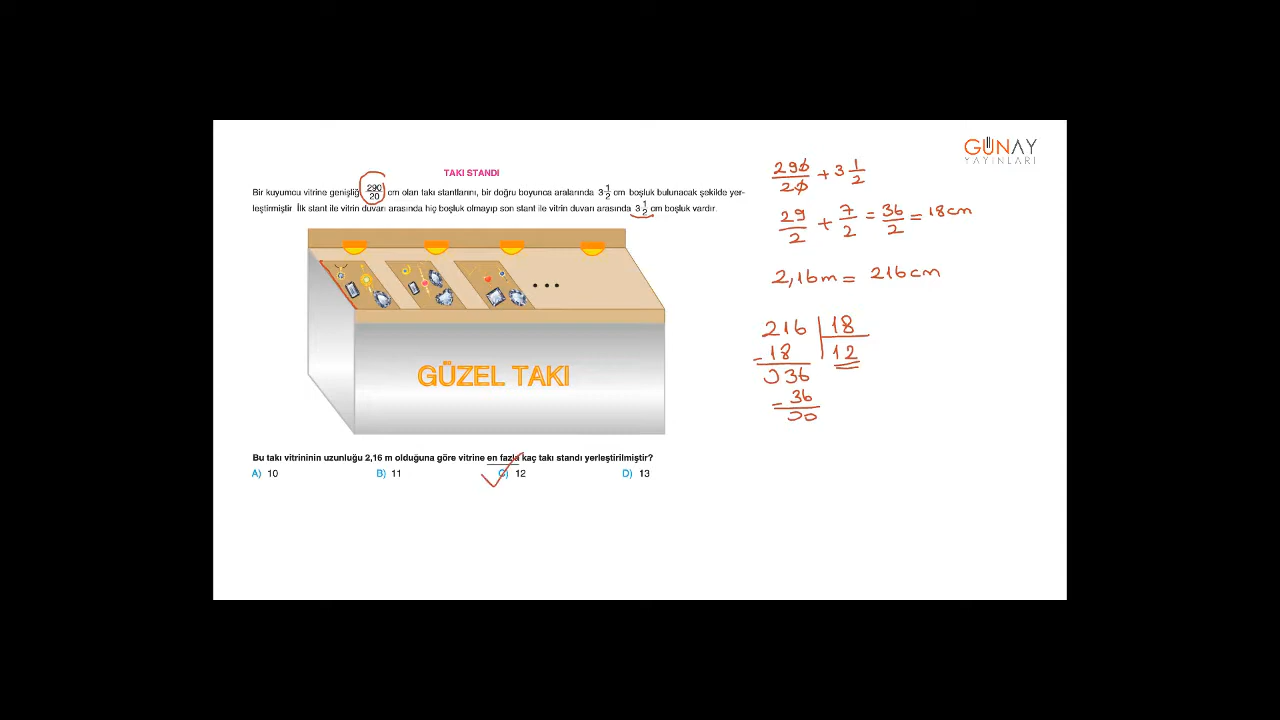 GÜNAY
YAYINLARI
TAKI STANDI
Bir kuyumcu vitrine genişliği 290/20 cm olan takı stantlarını, bir doğru boyunca aralarında 3 1/2 cm boşluk bulunacak şekilde yer-
leştirmiştir İlk stant ile vitrin duvarı arasında hiç boşluk olmayıp son stant ile vitrin duvarı arasında 3 1/2 cm boşluk vardır.
GÜZEL TAKI
Bu takı vitrininin uzunluğu 2,16 m olduğuna göre vitrine en fazla kaç takı standı yerleştirilmiştir?
A) 10 B) 11 C) 12 D) 13
290/20 + 3 1/2
29/2 + 7/2 = 36/2 = 18cm
2,16m = 216cm
216 | 18
-18 | 12
036
-36
00